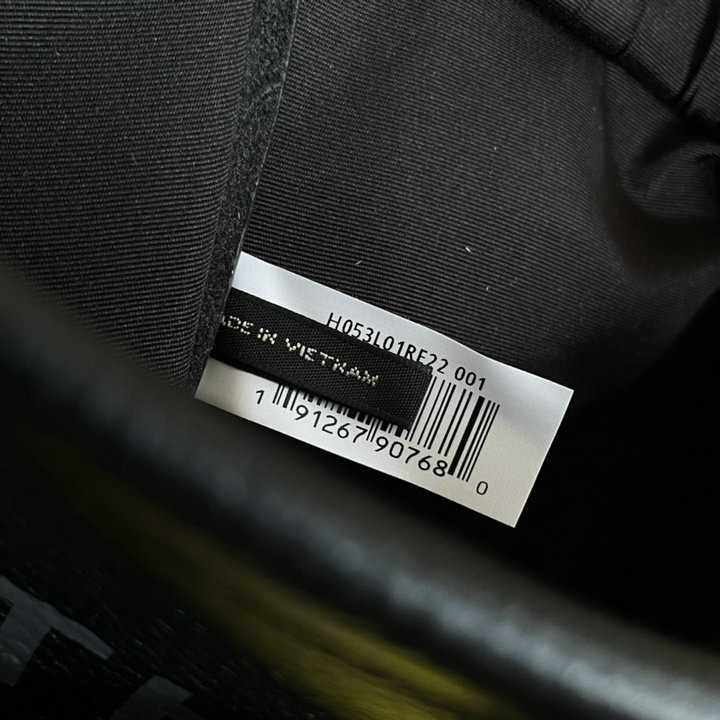 H053L01RE22 001
ADE IN VIETNAM
1 91267 90768 0